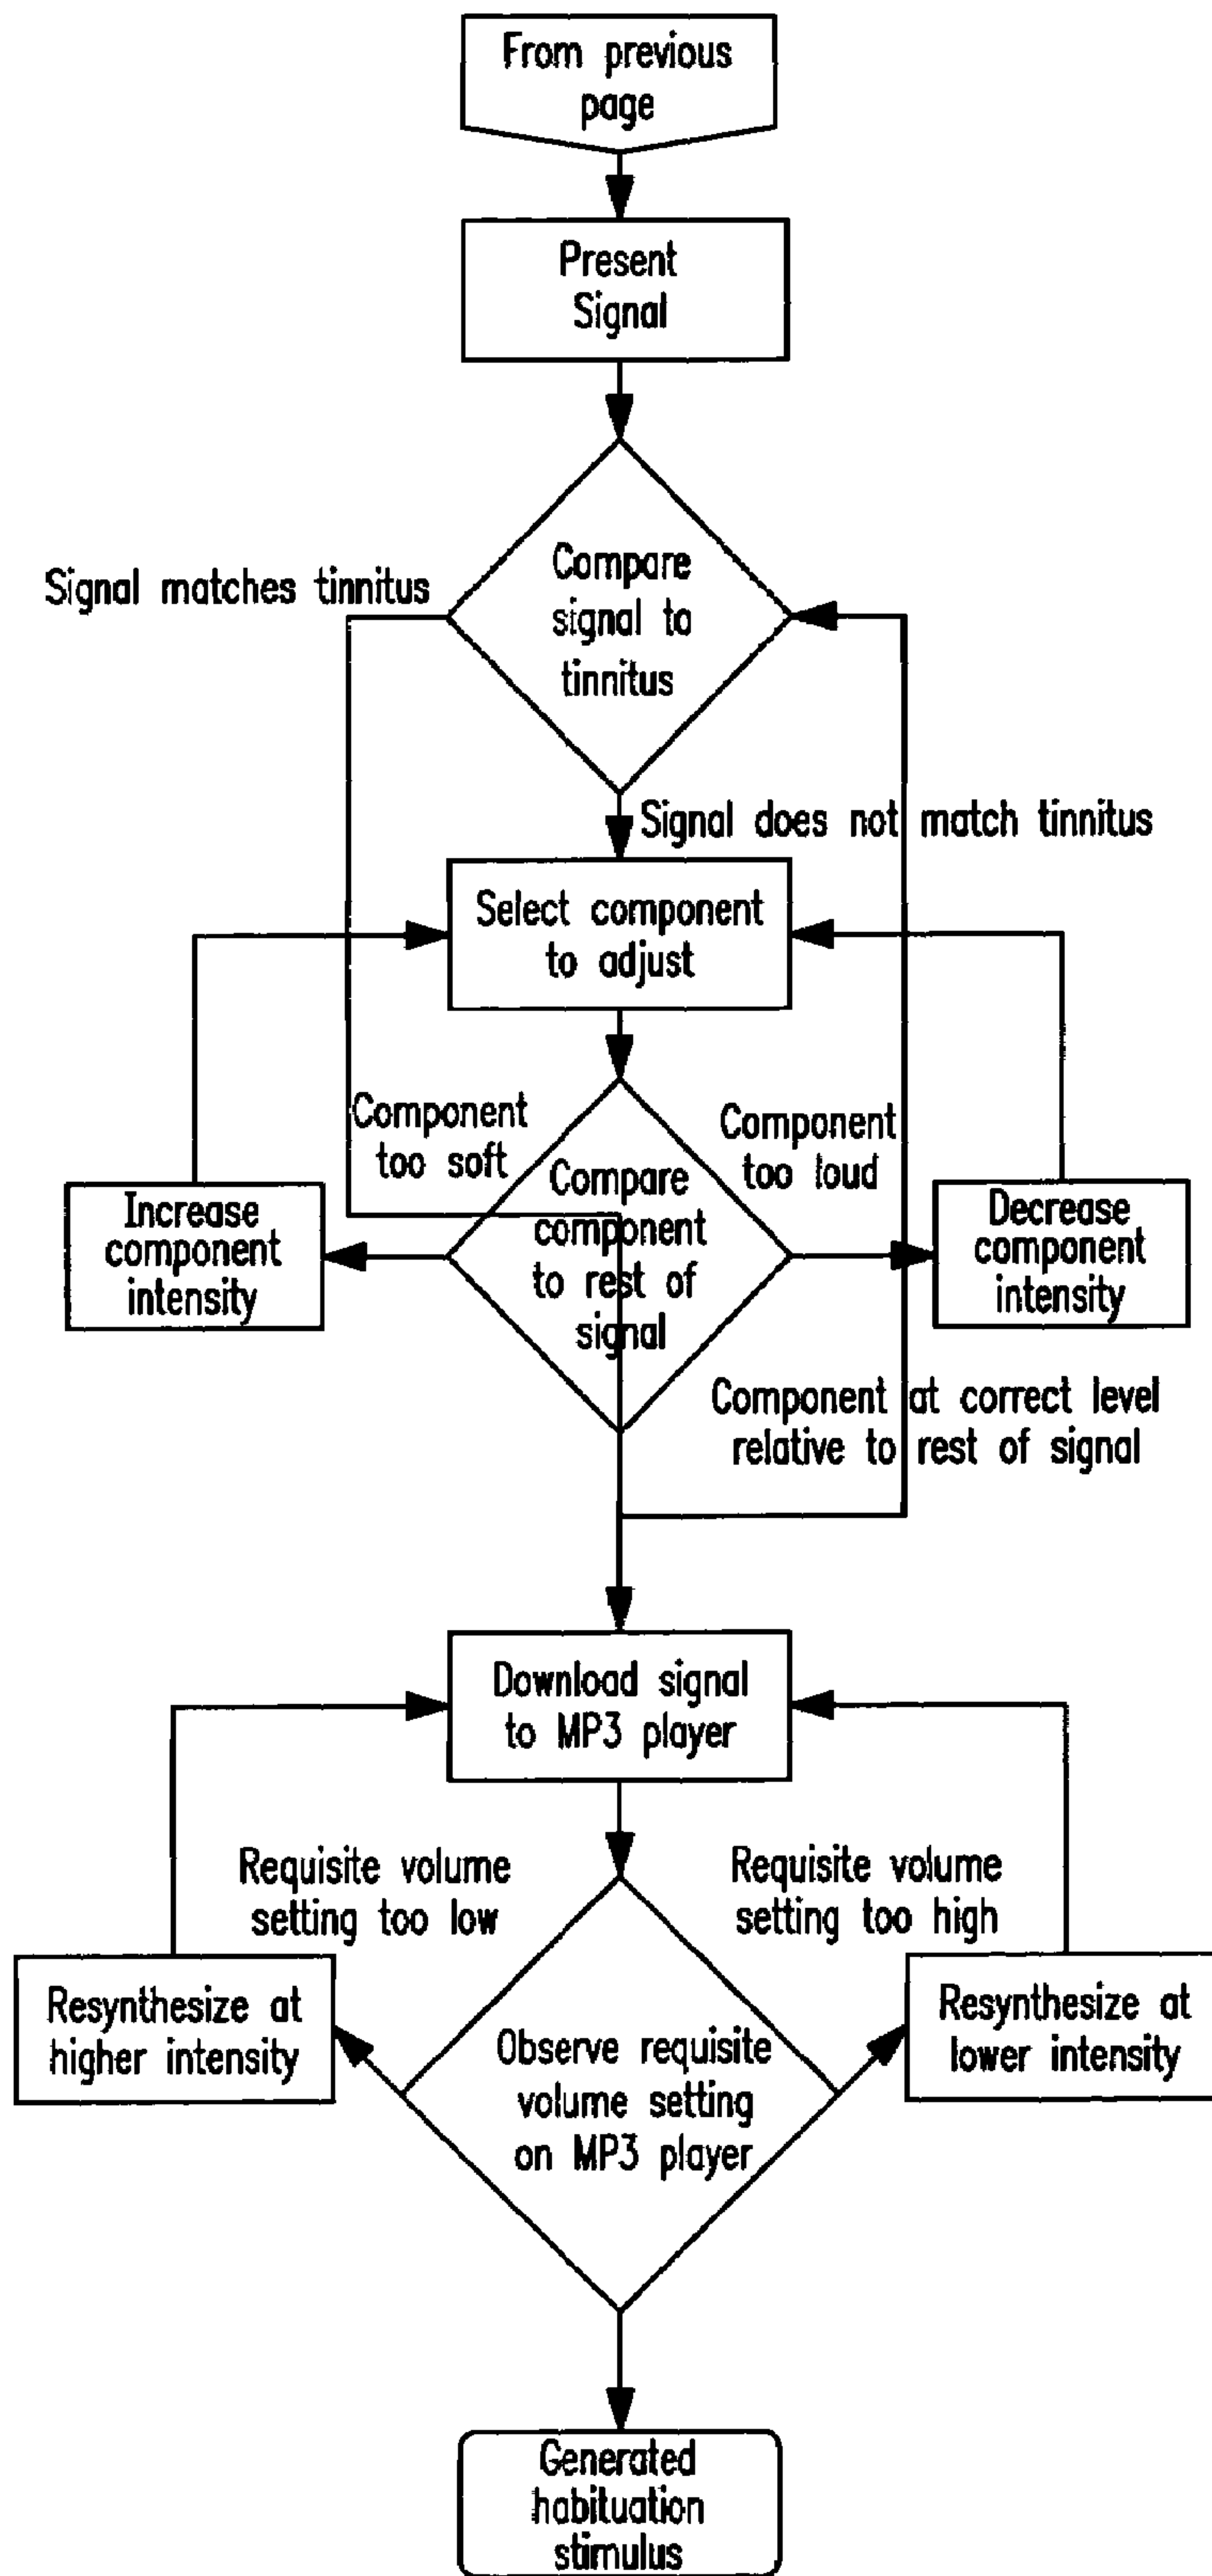 From previous
page
Present
Signal
Signal matches tinnitus
Compare
signal to
tinnitus
Signal does not match tinnitus
Select component
to adjust
Component
too soft
Component
too loud
Increase
component
intensity
Compare
component
to rest of
signal
Decrease
component
intensity
Component at correct level
relative to rest of signal
Download signal
to MP3 player
Requisite volume
setting too low
Requisite volume
setting too high
Resynthesize at
higher intensity
Observe requisite
volume setting
on MP3 player
Resynthesize at
lower intensity
Generated
habituation
stimulus